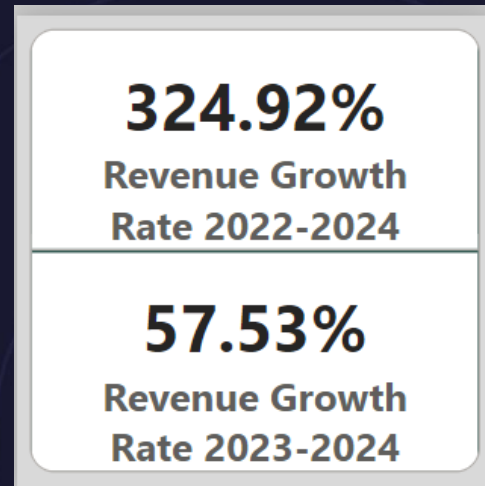 324.92%
Revenue Growth
Rate 2022-2024
57.53%
Revenue Growth
Rate 2023-2024